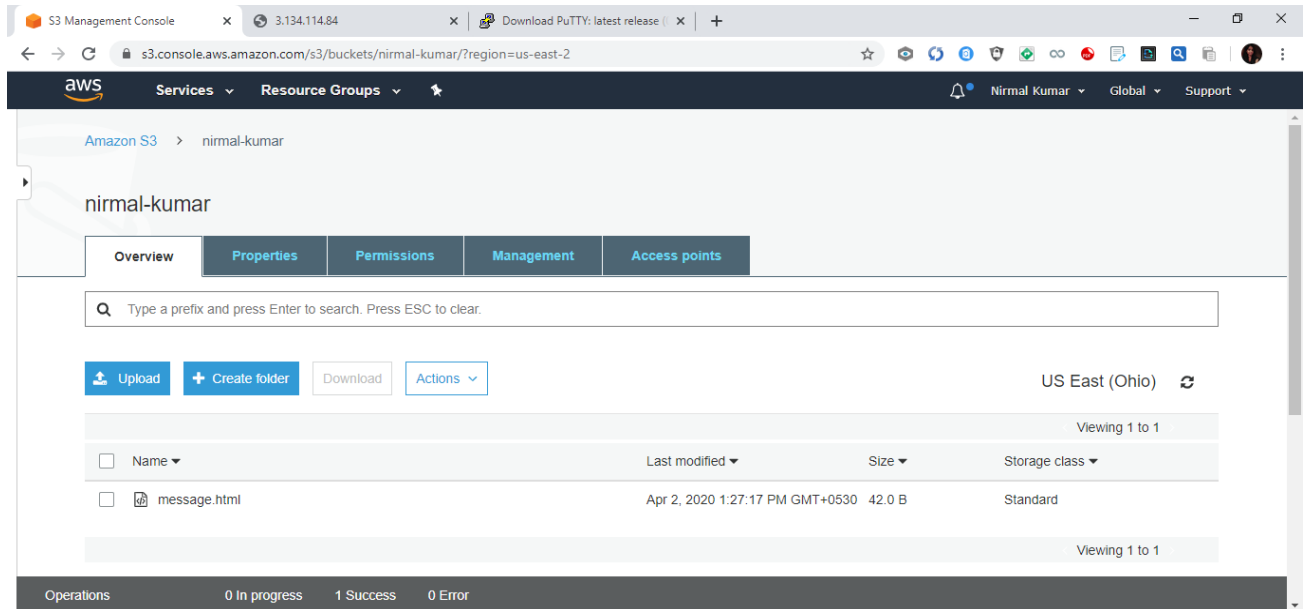 S3 Management Console
3.134.114.84
Download PuTTY: latest release (
s3.console.aws.amazon.com/s3/buckets/nirmal-kumar/?region=us-east-2
aws Services Resource Groups Nirmal Kumar Global Support
Amazon S3 > nirmal-kumar
nirmal-kumar
Overview Properties Permissions Management Access points
Type a prefix and press Enter to search. Press ESC to clear.
Upload + Create folder Download Actions US East (Ohio)
Viewing 1 to 1
Name Last modified Size Storage class
message.html Apr 2, 2020 1:27:17 PM GMT+0530 42.0 B Standard
Viewing 1 to 1
Operations 0 In progress 1 Success 0 Error